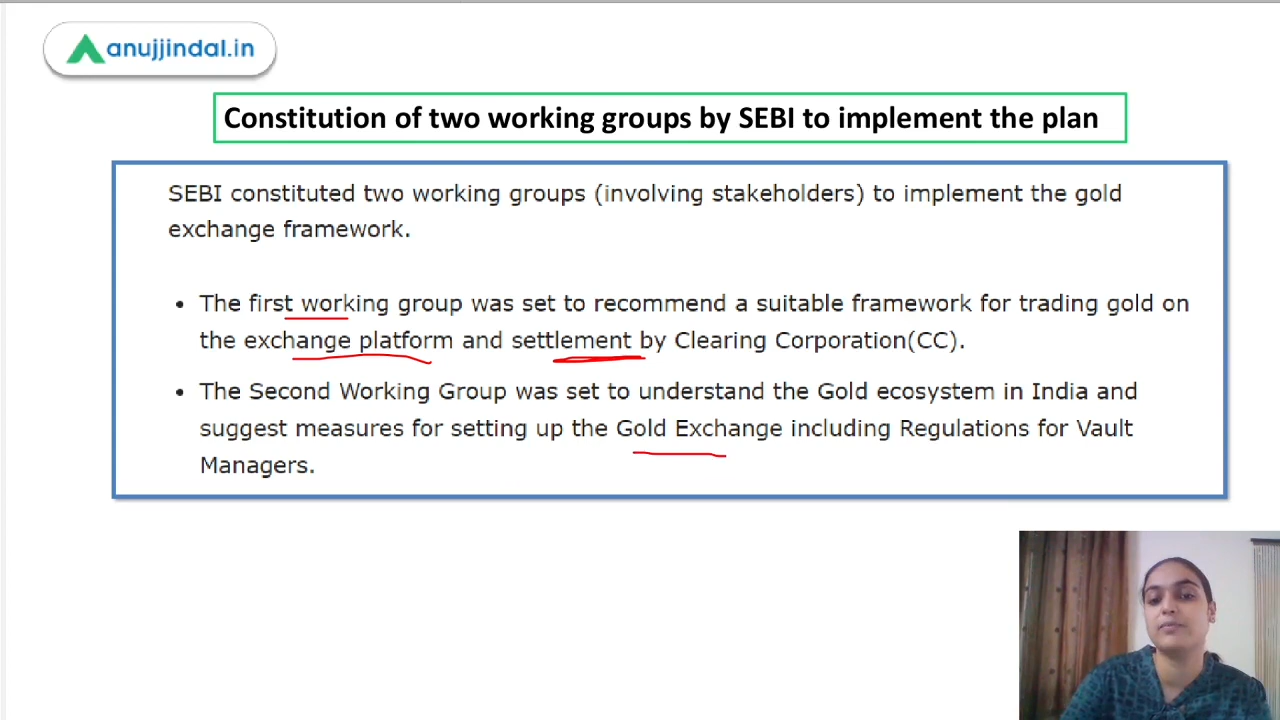 anujjindal.in
Constitution of two working groups by SEBI to implement the plan
SEBI constituted two working groups (involving stakeholders) to implement the gold
exchange framework.
• The first working group was set to recommend a suitable framework for trading gold on
the exchange platform and settlement by Clearing Corporation(CC).
• The Second Working Group was set to understand the Gold ecosystem in India and
suggest measures for setting up the Gold Exchange including Regulations for Vault
Managers.